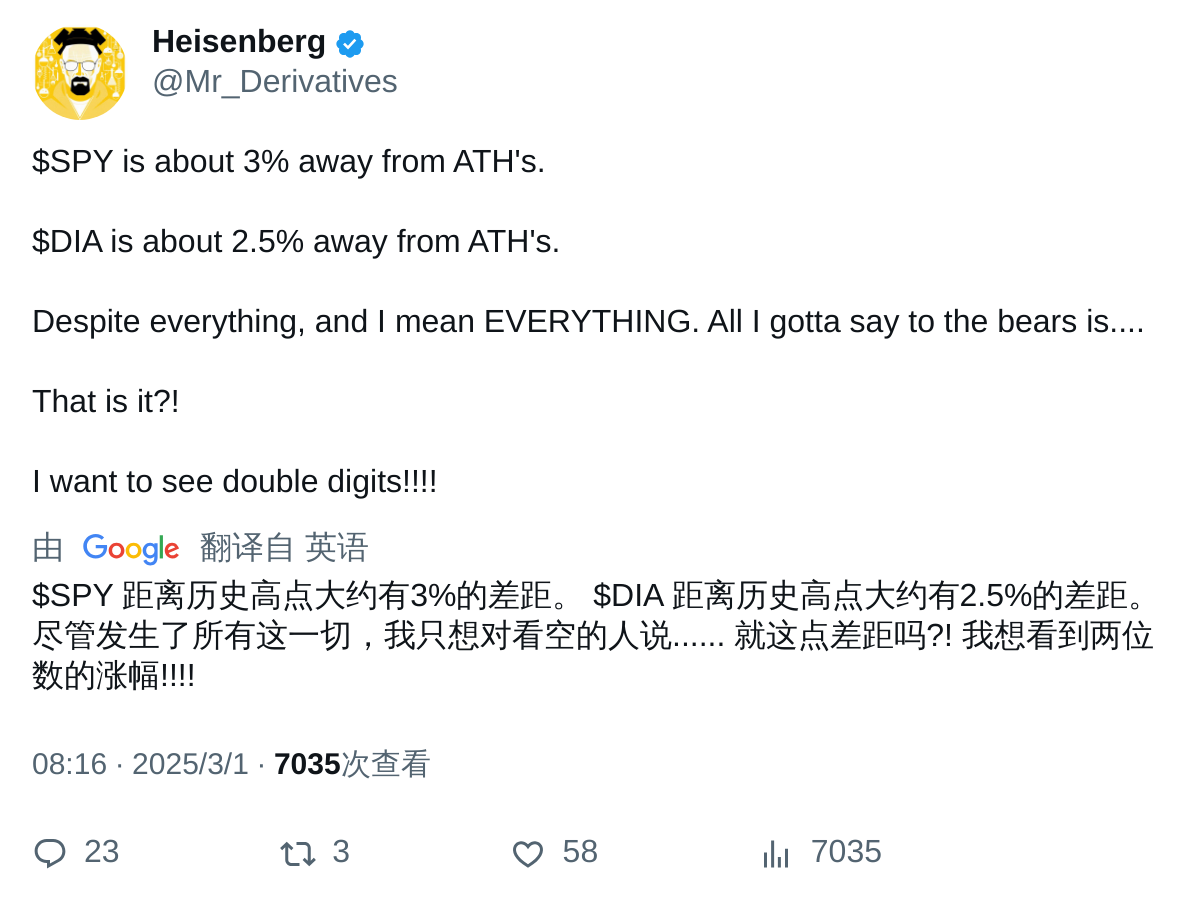 Heisenberg
@Mr_Derivatives
$SPY is about 3% away from ATH's.
$DIA is about 2.5% away from ATH's.
Despite everything, and I mean EVERYTHING. All I gotta say to the bears is....
That is it?!
I want to see double digits!!!!
由 Google 翻译自 英语
$SPY 距离历史高点大约有3%的差距。 $DIA 距离历史高点大约有2.5%的差距。
尽管发生了所有这一切，我只想对看空的人说...... 就这点差距吗?! 我想看到两位
数的涨幅!!!!
08:16 · 2025/3/1 · 7035次查看
23 3 58 7035